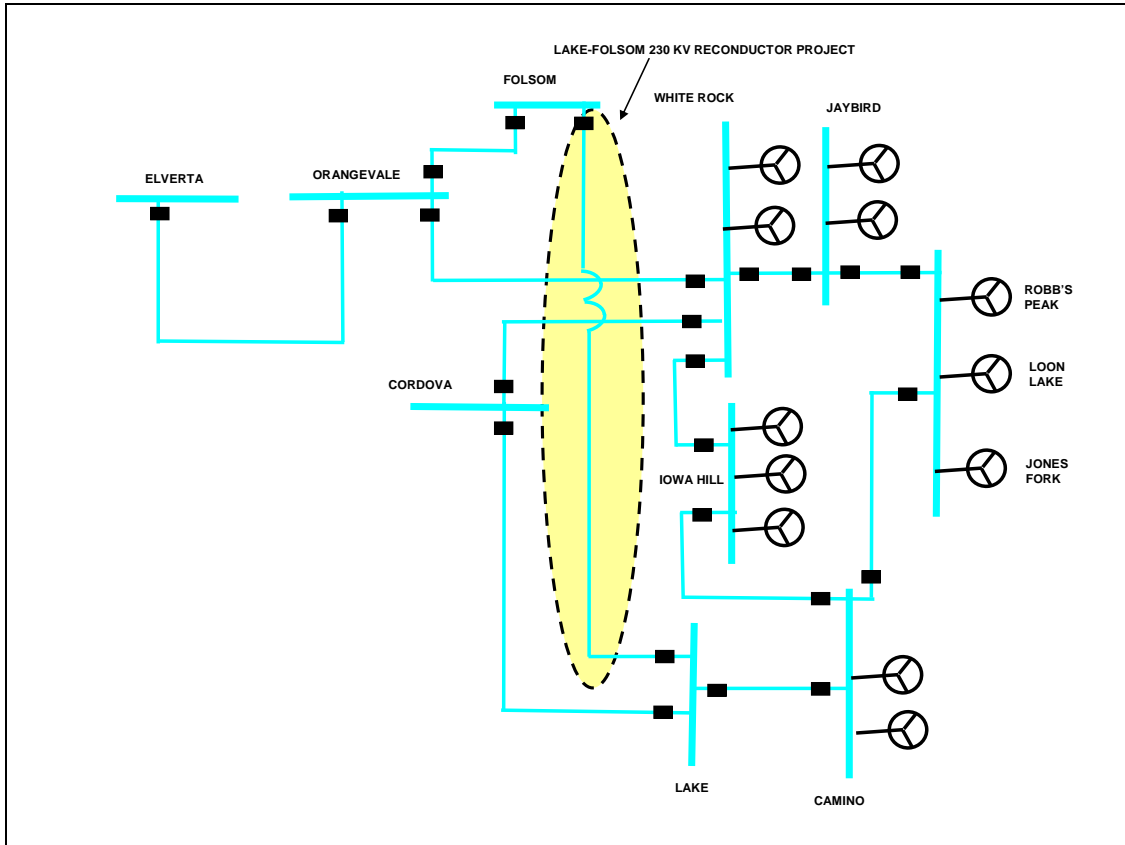 LAKE-FOLSOM 230 KV RECONDUCTOR PROJECT
FOLSOM
WHITE ROCK
JAYBIRD
ELVERTA
ORANGEVALE
ROBB'S
PEAK
LOON
LAKE
CORDOVA
IOWA HILL
JONES
FORK
LAKE
CAMINO